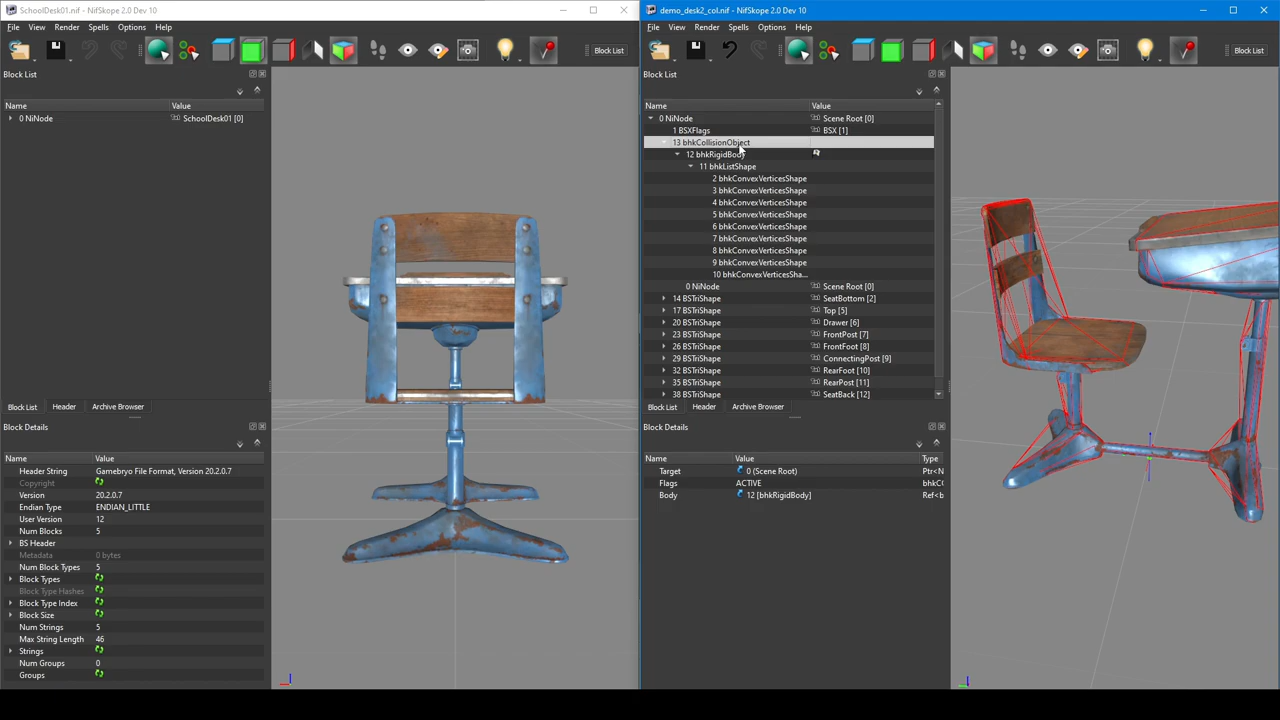 SchoolDesk01.nif - NifSkope 2.0 Dev 10
File View Render Spells Options Help
Block List
Block List
Name Value
0 NiNode SchoolDesk01 [0]
Block List Header Archive Browser
Block Details
Name Value
Header String Gamebryo File Format, Version 20.2.0.7
Copyright
Version 20.2.0.7
Endian Type ENDIAN_LITTLE
User Version 12
Num Blocks 5
BS Header
Metadata 0 bytes
Num Block Types 5
Block Types
Block Type Hashes
Block Type Index
Block Size
Num Strings 5
Max String Length 46
Strings
Num Groups 0
Groups
demo_desk2_col.nif - NifSkope 2.0 Dev 10
File View Render Spells Options Help
Block List
Block List
Name Value
0 NiNode Scene Root [0]
1 BSXFlags BSX [1]
13 bhkCollisionObject
12 bhkRigidBody
11 bhkListShape
2 bhkConvexVerticesShape
3 bhkConvexVerticesShape
4 bhkConvexVerticesShape
5 bhkConvexVerticesShape
6 bhkConvexVerticesShape
7 bhkConvexVerticesShape
8 bhkConvexVerticesShape
9 bhkConvexVerticesShape
10 bhkConvexVerticesSha...
0 NiNode Scene Root [0]
14 BSTriShape SeatBottom [2]
17 BSTriShape Top [5]
20 BSTriShape Drawer [6]
23 BSTriShape FrontPost [7]
26 BSTriShape FrontFoot [8]
29 BSTriShape ConnectingPost [9]
32 BSTriShape RearFoot [10]
35 BSTriShape RearPost [11]
38 BSTriShape SeatBack [12]
Block List Header Archive Browser
Block Details
Name Value Type
Target 0 (Scene Root) Ptr<N
Flags ACTIVE bhkC
Body 12 [bhkRigidBody] Ref<b